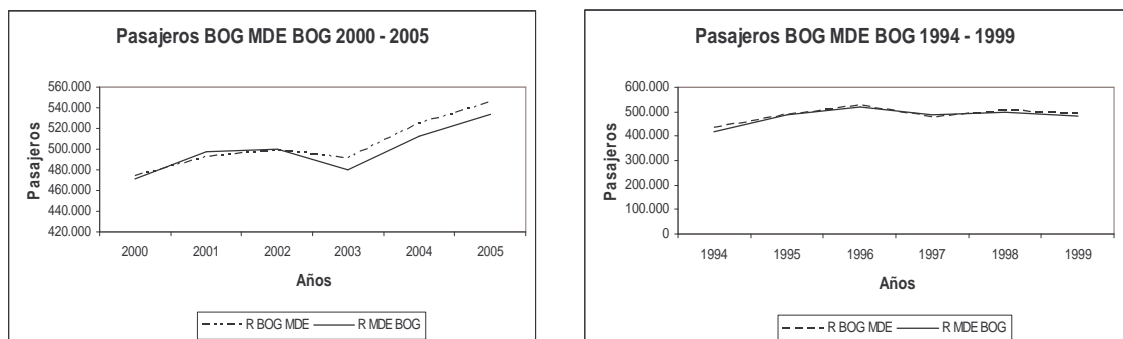 Pasajeros BOG MDE BOG 2000 - 2005
Pasajeros
560.000
540.000
520.000
500.000
480.000
460.000
440.000
420.000
2000 2001 2002 2003 2004 2005
Años
R BOG MDE R MDE BOG
Pasajeros BOG MDE BOG 1994 - 1999
Pasajeros
600.000
500.000
400.000
300.000
200.000
100.000
0
1994 1995 1996 1997 1998 1999
Años
R BOG MDE R MDE BOG